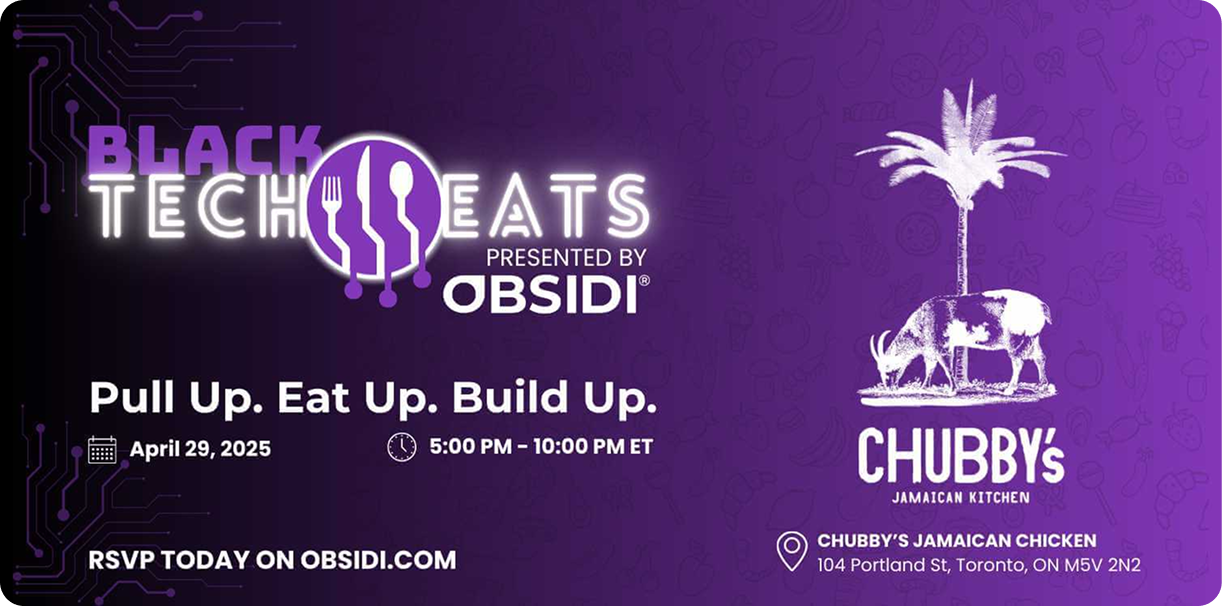 BLACK
TECH EATS
PRESENTED BY
OBSIDI®
Pull Up. Eat Up. Build Up.
April 29, 2025
5:00 PM - 10:00 PM ET
RSVP TODAY ON OBSIDI.COM
CHUBBY's
JAMAICAN KITCHEN
CHUBBY'S JAMAICAN CHICKEN
104 Portland St, Toronto, ON M5V 2N2